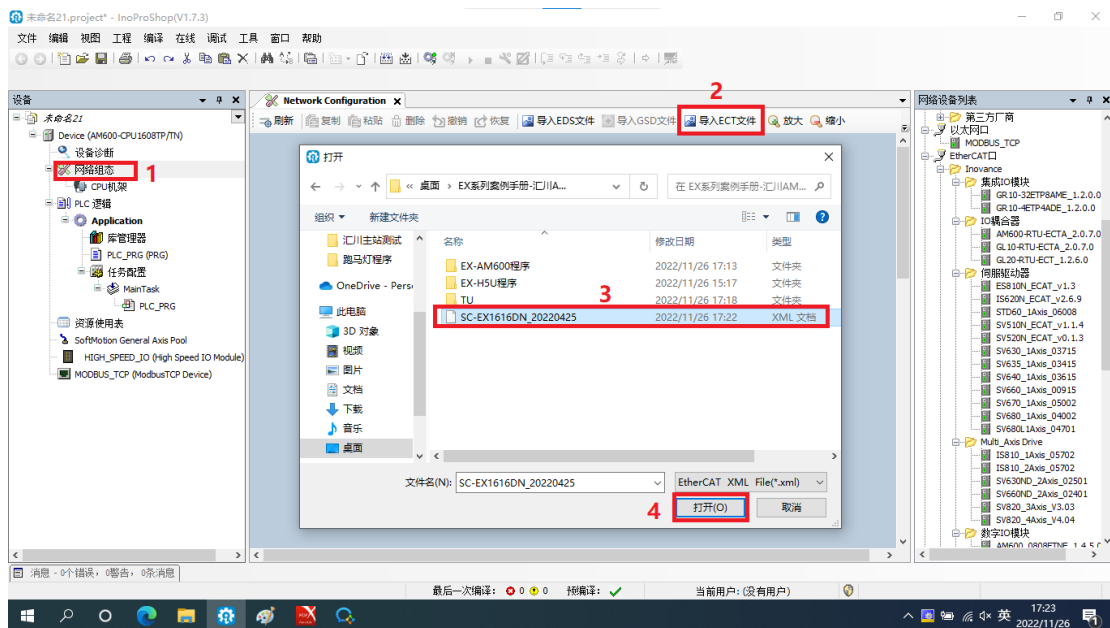 未命名21.project* - InoProShop(V1.7.3)
文件 编辑 视图 工程 编译 在线 调试 工具 窗口 帮助
设备
未命名21
Device (AM600-CPU1608TP/TN)
设备诊断
网络组态
1
CPU机架
PLC 逻辑
Application
库管理器
PLC_PRG (PRG)
任务配置
MainTask
PLC_PRG
资源使用表
SoftMotion General Axis Pool
HIGH_SPEED_IO (High Speed IO Module)
MODBUS_TCP (ModbusTCP Device)
Network Configuration
2
刷新 复制 粘贴 删除 撤销 恢复 导入EDS文件 导入GSD文件 导入ECT文件 放大 缩小
打开
« 桌面 › EX系列案例手册-汇川A...
在 EX系列案例手册-汇川AM...
组织 新建文件夹
汇川主站测试
跑马灯程序
OneDrive - Pers
此电脑
3D 对象
视频
图片
文档
下载
音乐
桌面
名称 修改日期 类型
EX-AM600程序 2022/11/26 17:13 文件夹
EX-H5U程序 2022/11/26 15:17 文件夹
3
TU 2022/11/26 17:18 文件夹
SC-EX1616DN_20220425 2022/11/26 17:22 XML 文档
文件名(N): SC-EX1616DN_20220425 EtherCAT XML File(*.xml)
4
打开(O) 取消
网络设备列表
第三方厂商
以太网口
MODBUS_TCP
EtherCAT口
Inovance
集成IO模块
GR10-32ETP8AME_1.2.0.0
GR10-4ETP4ADE_1.2.0.0
IO耦合器
AM600-RTU-ECTA_2.0.7.0
GL10-RTU-ECTA_2.0.7.0
GL20-RTU-ECT_1.2.6.0
伺服驱动器
ES810N_ECAT_v1.3
IS620N_ECAT_v2.6.9
STD60_1Axis_06008
SV510N_ECAT_v1.1.4
SV520N_ECAT_v0.1.3
SV630_1Axis_03715
SV635_1Axis_03415
SV640_1Axis_03615
SV660_1Axis_00915
SV670_1Axis_05002
SV680_1Axis_04002
SV680L1Axis_04701
Multi_Axis Drive
IS810_1Axis_05702
IS810_2Axis_05702
SV630ND_2Axis_02501
SV660ND_2Axis_02401
SV820_3Axis_V3.03
SV820_4Axis_V4.04
数字IO模块
消息 - 0个错误, 0警告, 0条消息
最后一次编译: 0 0 预编译: 当前用户: (没有用户)
英 17:23
2022/11/26